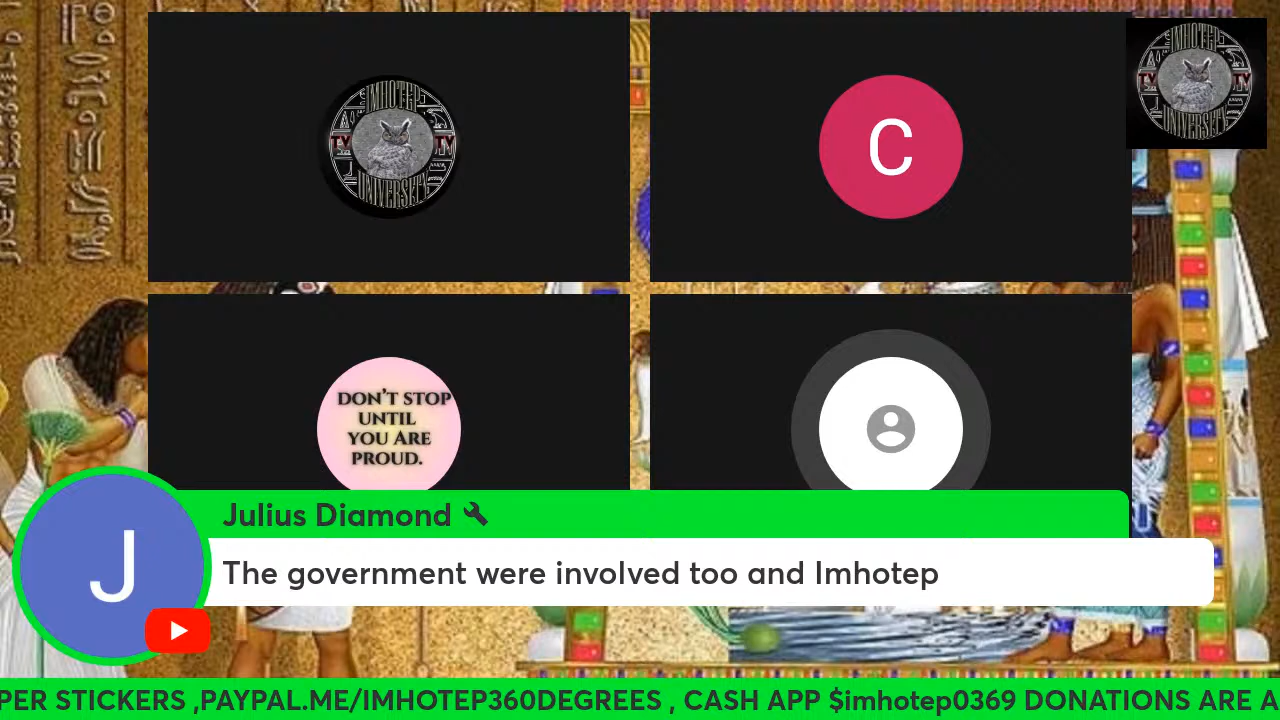 IMHOTEP
TV TV
UNIVERSITY
C
IMHOTEP
TV TV
UNIVERSITY
DON'T STOP
UNTIL
YOU ARE
PROUD.
J
Julius Diamond
The government were involved too and Imhotep
PER STICKERS ,PAYPAL.ME/IMHOTEP360DEGREES , CASH APP $imhotep0369 DONATIONS ARE A